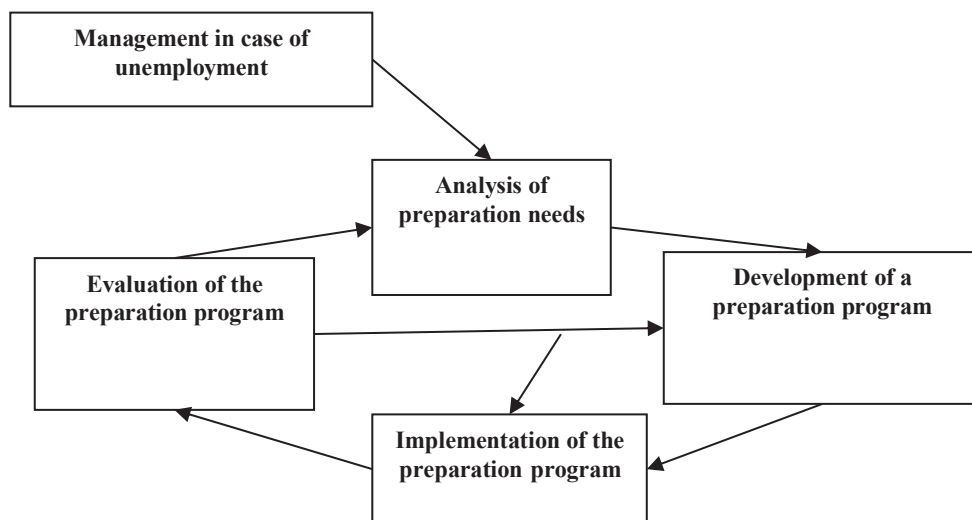 Management in case of
unemployment
Analysis of
preparation needs
Evaluation of the
preparation program
Development of a
preparation program
Implementation of the
preparation program